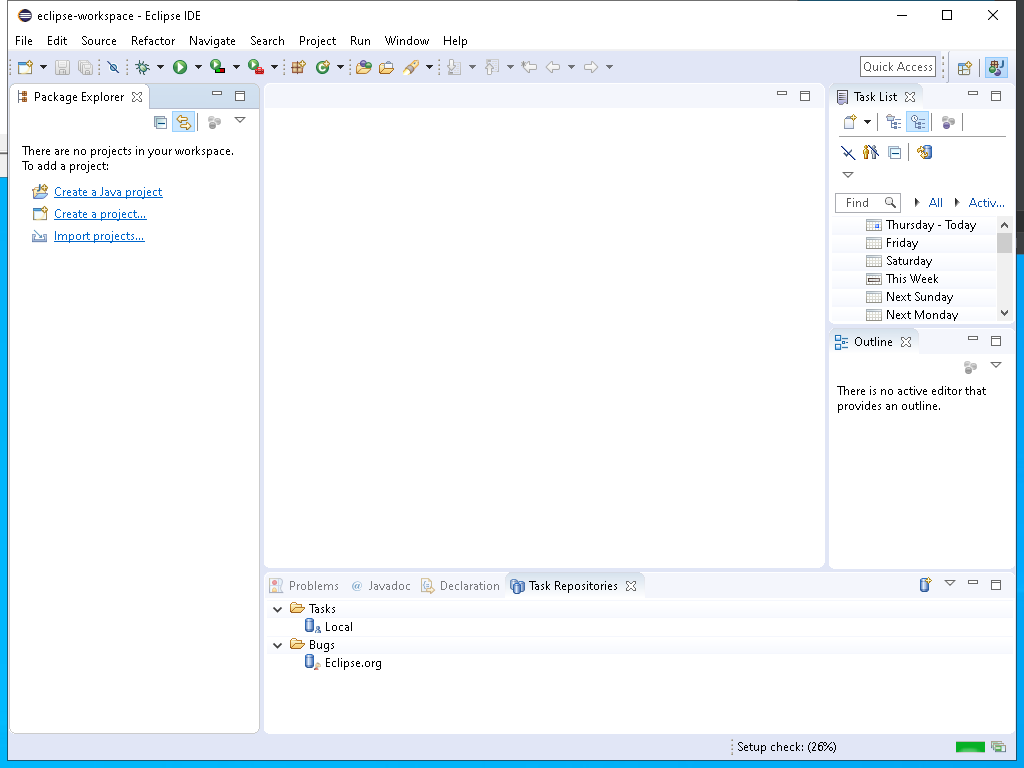 eclipse-workspace - Eclipse IDE
File Edit Source Refactor Navigate Search Project Run Window Help
Quick Access
Package Explorer
There are no projects in your workspace.
To add a project:
Create a Java project
Create a project...
Import projects...
Task List
Find All Activ...
Thursday - Today
Friday
Saturday
This Week
Next Sunday
Next Monday
Outline
There is no active editor that
provides an outline.
Problems @ Javadoc Declaration Task Repositories
Tasks
Local
Bugs
Eclipse.org
Setup check: (26%)